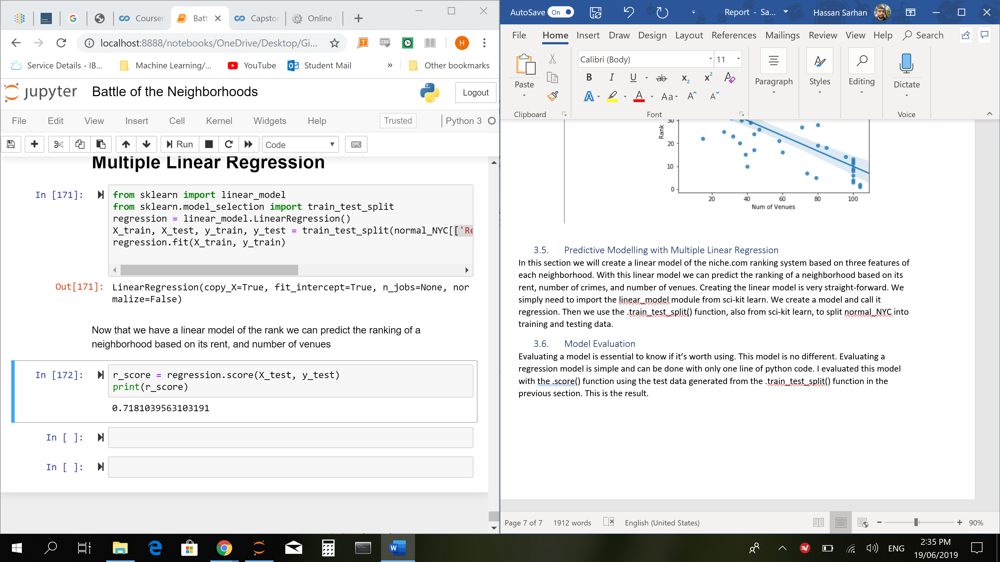 Courser
Batt
Capstor
Online
localhost:8888/notebooks/OneDrive/Desktop/Gi...
H
Service Details - IB...
Machine Learning/...
YouTube
Student Mail
»
Other bookmarks
jupyter
Battle of the Neighborhoods
Logout
File Edit View Insert Cell Kernel Widgets Help
Trusted
Python 3
Run
Code
Multiple Linear Regression
In [171]:
from sklearn import linear_model
from sklearn.model_selection import train_test_split
regression = linear_model.LinearRegression()
X_train, X_test, y_train, y_test = train_test_split(normal_NYC[['Re
regression.fit(X_train, y_train)
Out[171]: LinearRegression(copy_X=True, fit_intercept=True, n_jobs=None, nor
malize=False)
Now that we have a linear model of the rank we can predict the ranking of a
neighborhood based on its rent, and number of venues
In [172]:
r_score = regression.score(X_test, y_test)
print(r_score)
0.7181039563103191
In [ ]:
In [ ]:
AutoSave On
Report - Sa...
Hassan Sarhan
File Home Insert Draw Design Layout References Mailings Review View Help Search
Paste
Clipboard
Calibri (Body) 11
B I U ab x₂ x²
A A Aa A A
Font
Paragraph
Styles
Editing
Dictate
Voice
Rank
30
20
10
0
20 40 60 80 100
Num of Venues
3.5. Predictive Modelling with Multiple Linear Regression
In this section we will create a linear model of the niche.com ranking system based on three features of
each neighborhood. With this linear model we can predict the ranking of a neighborhood based on its
rent, number of crimes, and number of venues. Creating the linear model is very straight-forward. We
simply need to import the linear_model module from sci-kit learn. We create a model and call it
regression. Then we use the .train_test_split() function, also from sci-kit learn, to split normal_NYC into
training and testing data.
3.6. Model Evaluation
Evaluating a model is essential to know if it’s worth using. This model is no different. Evaluating a
regression model is simple and can be done with only one line of python code. I evaluated this model
with the .score() function using the test data generated from the .train_test_split() function in the
previous section. This is the result.
Page 7 of 7 1912 words English (United States)
90%
ENG
2:35 PM
19/06/2019